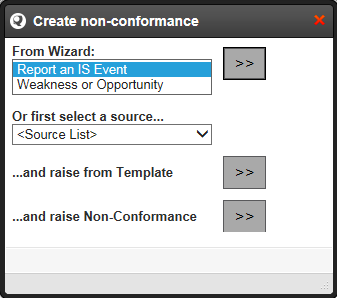 Create non-conformance
From Wizard:
Report an IS Event
>>
Weakness or Opportunity
Or first select a source...
<Source List>
...and raise from Template
>>
...and raise Non-Conformance
>>